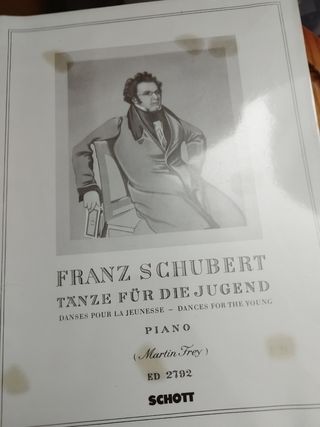 FRANZ SCHUBERT
TÄNZE FÜR DIE JUGEND
DANSES POUR LA JEUNESSE – DANCES FOR THE YOUNG
PIANO
(Martin Frey)
ED 2792
SCHOTT